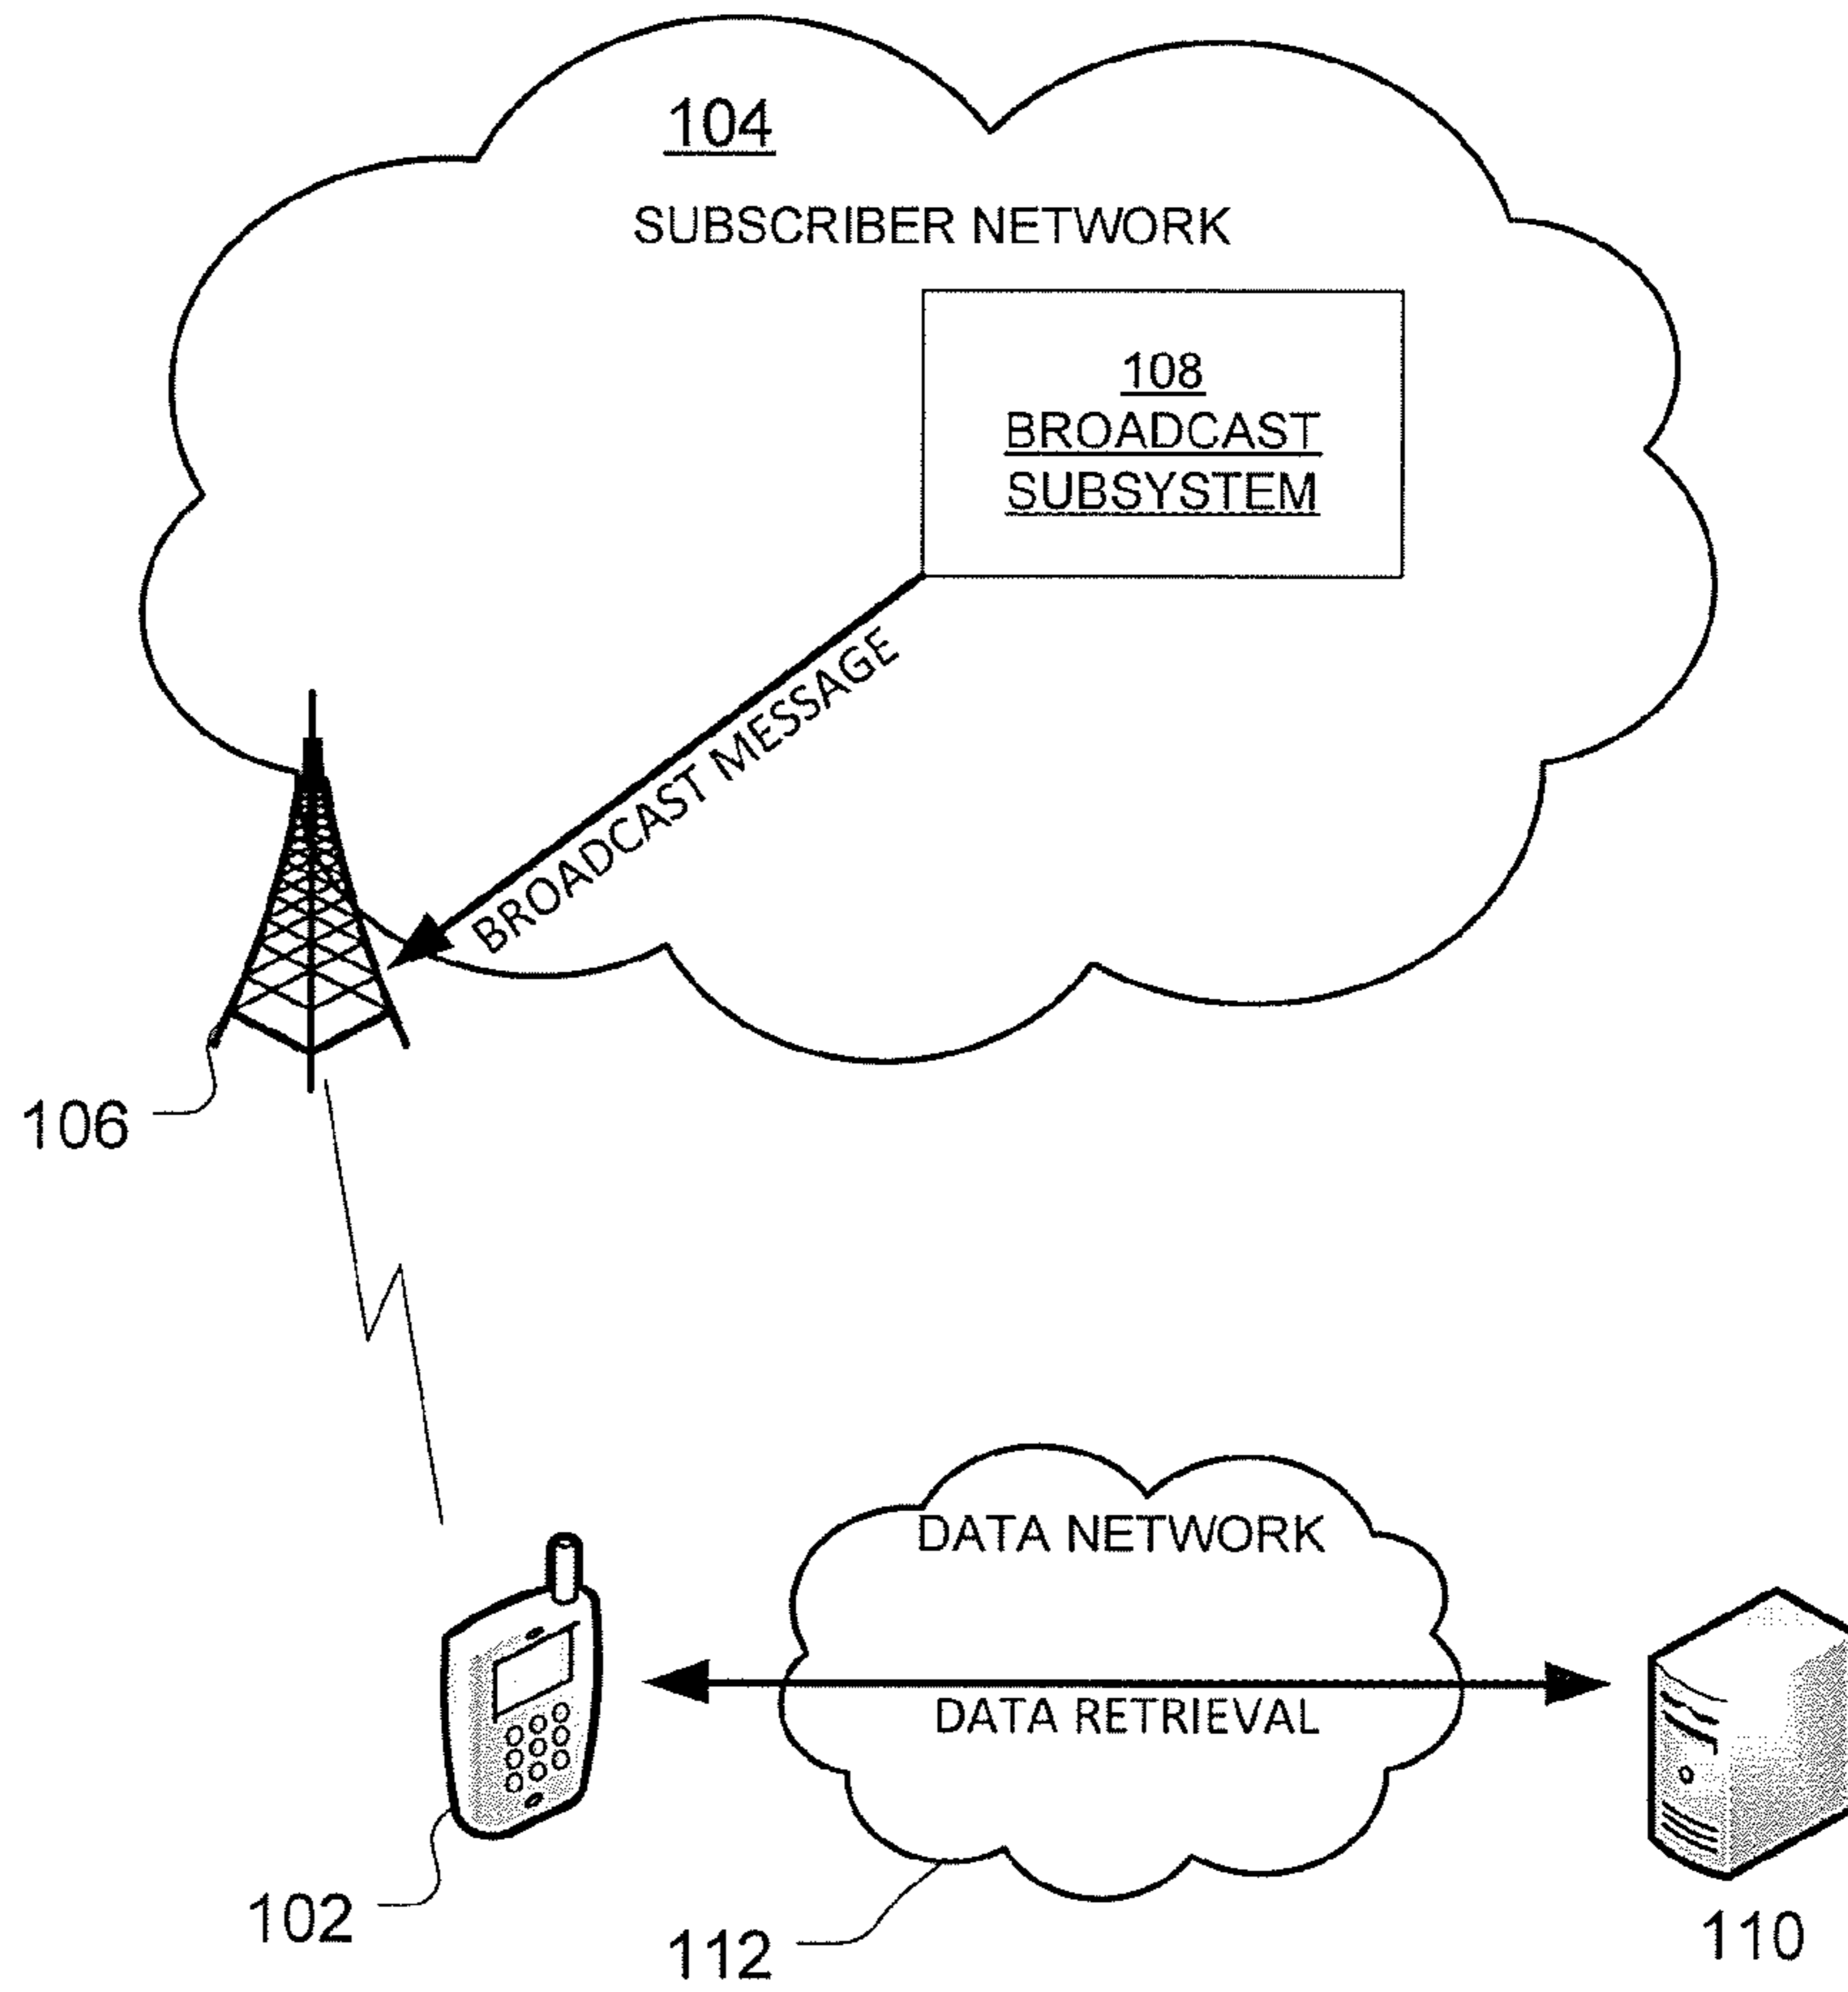 104
SUBSCRIBER NETWORK
108
BROADCAST
SUBSYSTEM
BROADCAST MESSAGE
106
DATA NETWORK
DATA RETRIEVAL
102
112
110